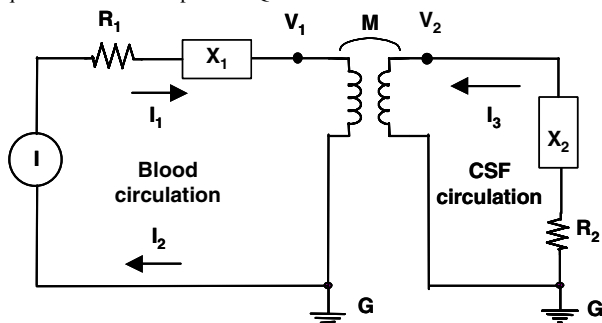 R1
X1
V1
M
V2
I1
I3
I
X2
Blood
circulation
CSF
circulation
I2
R2
G
G